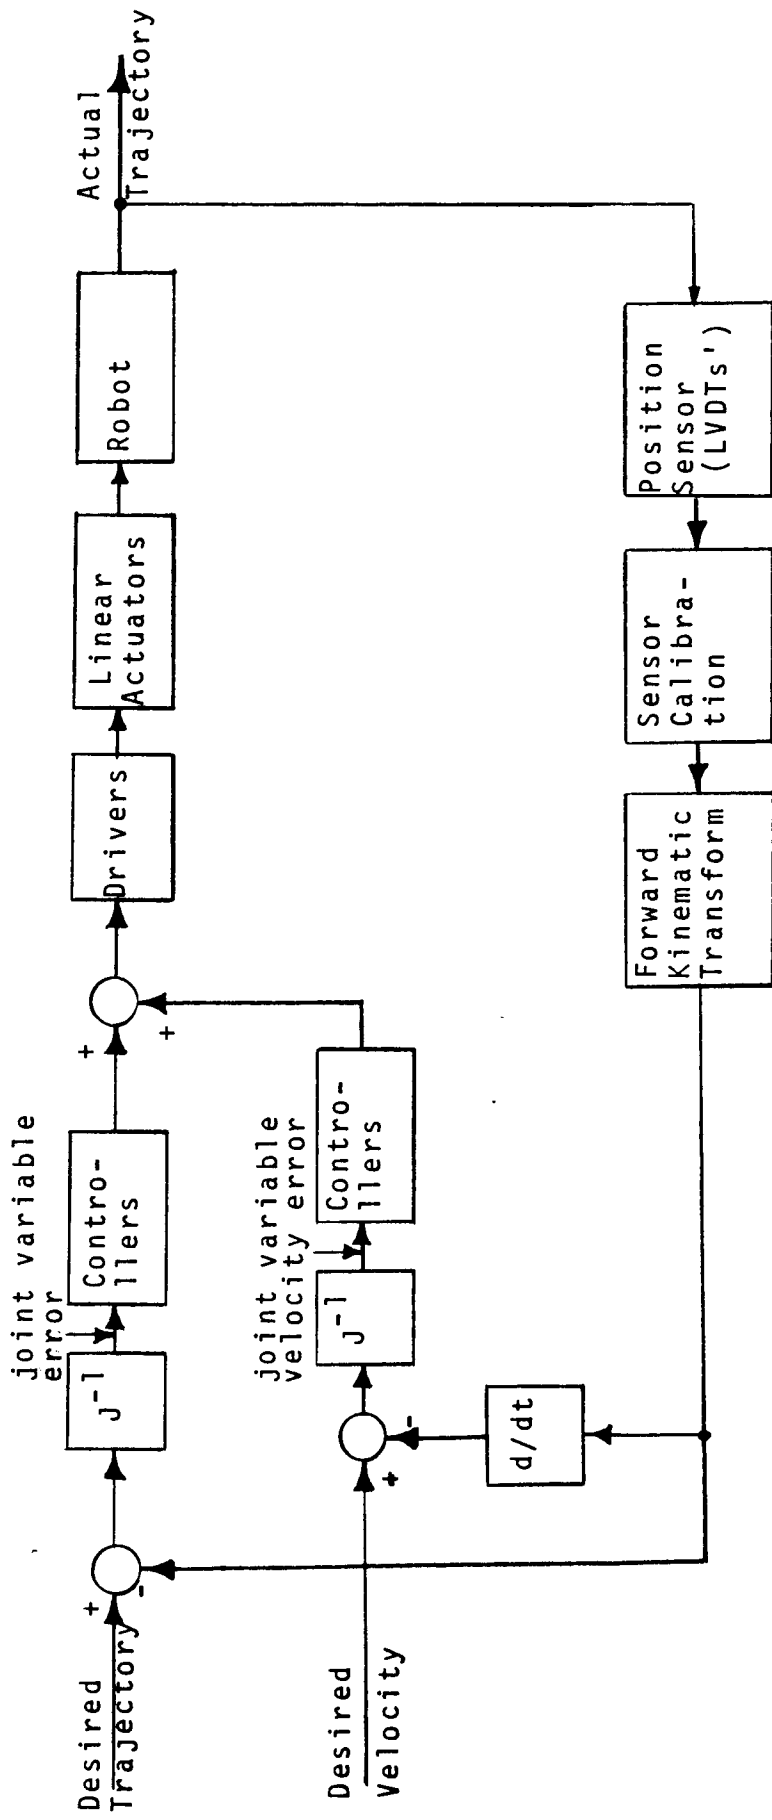 Desired
Trajectory
+
-
J⁻¹
joint variable
error
Contro-
llers
+
+
Drivers
Linear
Actuators
Robot
Actual
Trajectory
Desired
Velocity
+
-
J⁻¹
joint variable
velocity error
Contro-
llers
d/dt
Forward
Kinematic
Transform
Sensor
Calibra-
tion
Position
Sensor
(LVDTs')